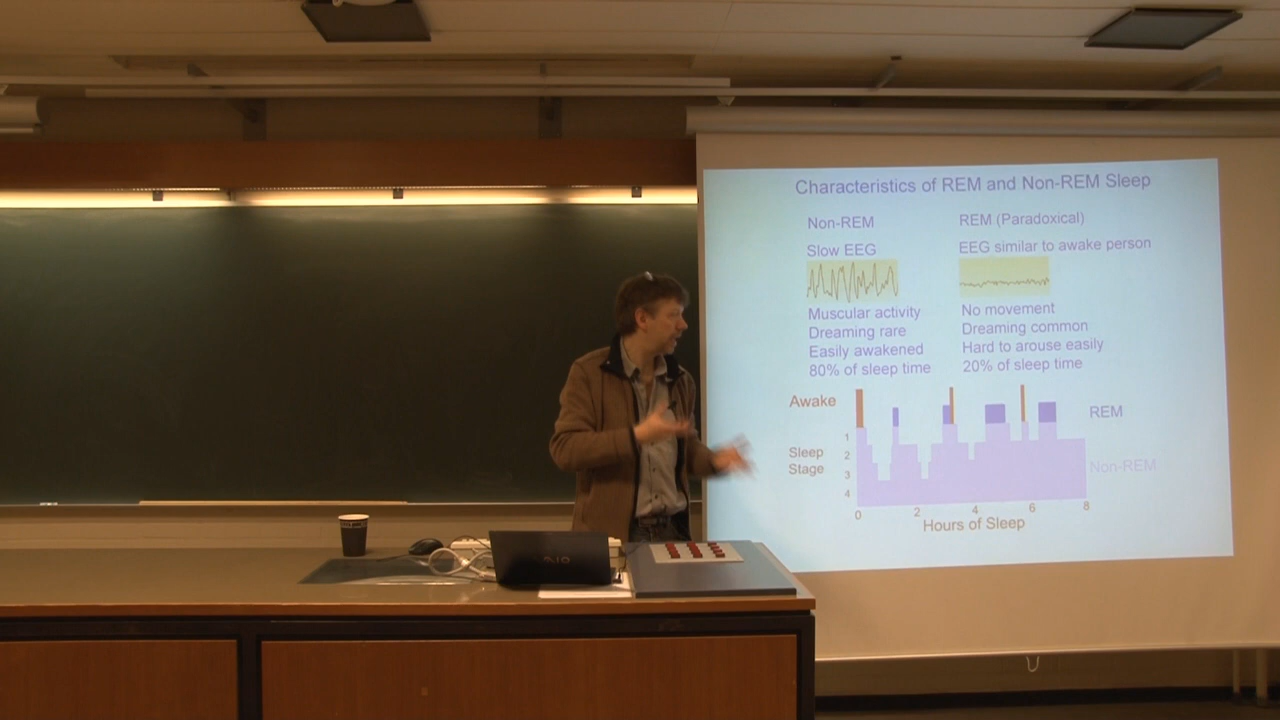 Characteristics of REM and Non-REM Sleep
Non-REM
REM (Paradoxical)
Slow EEG
EEG similar to awake person
Muscular activity
No movement
Dreaming rare
Dreaming common
Easily awakened
Hard to arouse easily
80% of sleep time
20% of sleep time
Awake
REM
1
Sleep
2
Stage
3
Non-REM
4
0 2 4 6 8
Hours of Sleep
VAIO